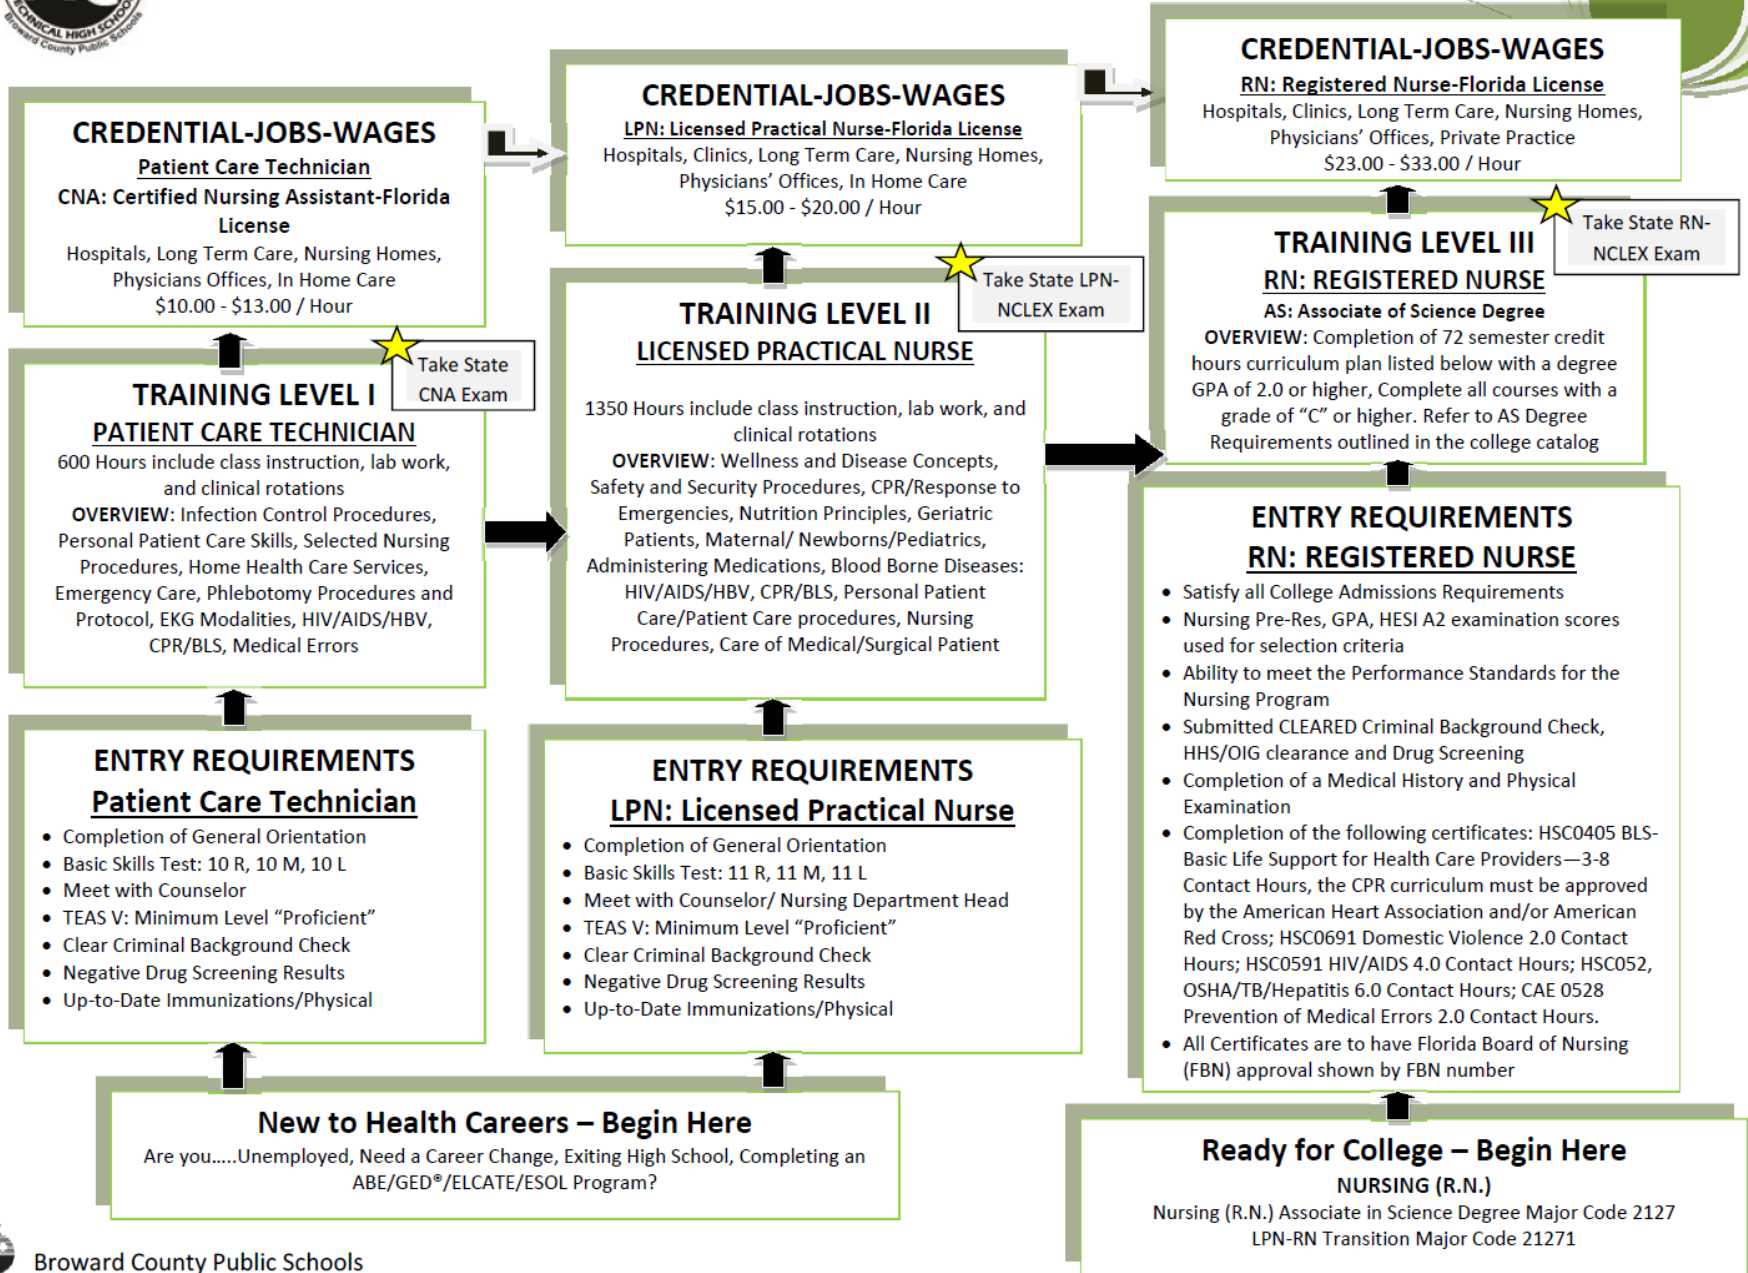 TECHNICAL HIGH SCHOOL
Broward County Public Schools
CREDENTIAL-JOBS-WAGES
Patient Care Technician
CNA: Certified Nursing Assistant-Florida
License
Hospitals, Long Term Care, Nursing Homes,
Physicians Offices, In Home Care
$10.00 - $13.00 / Hour
Take State
CNA Exam
TRAINING LEVEL I
PATIENT CARE TECHNICIAN
600 Hours include class instruction, lab work,
and clinical rotations
OVERVIEW: Infection Control Procedures,
Personal Patient Care Skills, Selected Nursing
Procedures, Home Health Care Services,
Emergency Care, Phlebotomy Procedures and
Protocol, EKG Modalities, HIV/AIDS/HBV,
CPR/BLS, Medical Errors
ENTRY REQUIREMENTS
Patient Care Technician
• Completion of General Orientation
• Basic Skills Test: 10 R, 10 M, 10 L
• Meet with Counselor
• TEAS V: Minimum Level “Proficient”
• Clear Criminal Background Check
• Negative Drug Screening Results
• Up-to-Date Immunizations/Physical
CREDENTIAL-JOBS-WAGES
LPN: Licensed Practical Nurse-Florida License
Hospitals, Clinics, Long Term Care, Nursing Homes,
Physicians’ Offices, In Home Care
$15.00 - $20.00 / Hour
Take State LPN-
NCLEX Exam
TRAINING LEVEL II
LICENSED PRACTICAL NURSE
1350 Hours include class instruction, lab work, and
clinical rotations
OVERVIEW: Wellness and Disease Concepts,
Safety and Security Procedures, CPR/Response to
Emergencies, Nutrition Principles, Geriatric
Patients, Maternal/ Newborns/Pediatrics,
Administering Medications, Blood Borne Diseases:
HIV/AIDS/HBV, CPR/BLS, Personal Patient
Care/Patient Care procedures, Nursing
Procedures, Care of Medical/Surgical Patient
ENTRY REQUIREMENTS
LPN: Licensed Practical Nurse
• Completion of General Orientation
• Basic Skills Test: 11 R, 11 M, 11 L
• Meet with Counselor/ Nursing Department Head
• TEAS V: Minimum Level “Proficient”
• Clear Criminal Background Check
• Negative Drug Screening Results
• Up-to-Date Immunizations/Physical
New to Health Careers – Begin Here
Are you…..Unemployed, Need a Career Change, Exiting High School, Completing an
ABE/GED®/ELCATE/ESOL Program?
CREDENTIAL-JOBS-WAGES
RN: Registered Nurse-Florida License
Hospitals, Clinics, Long Term Care, Nursing Homes,
Physicians’ Offices, Private Practice
$23.00 - $33.00 / Hour
Take State RN-
NCLEX Exam
TRAINING LEVEL III
RN: REGISTERED NURSE
AS: Associate of Science Degree
OVERVIEW: Completion of 72 semester credit
hours curriculum plan listed below with a degree
GPA of 2.0 or higher, Complete all courses with a
grade of “C” or higher. Refer to AS Degree
Requirements outlined in the college catalog
ENTRY REQUIREMENTS
RN: REGISTERED NURSE
• Satisfy all College Admissions Requirements
• Nursing Pre-Res, GPA, HESI A2 examination scores
used for selection criteria
• Ability to meet the Performance Standards for the
Nursing Program
• Submitted CLEARED Criminal Background Check,
HHS/OIG clearance and Drug Screening
• Completion of a Medical History and Physical
Examination
• Completion of the following certificates: HSC0405 BLS-
Basic Life Support for Health Care Providers—3-8
Contact Hours, the CPR curriculum must be approved
by the American Heart Association and/or American
Red Cross; HSC0691 Domestic Violence 2.0 Contact
Hours; HSC0591 HIV/AIDS 4.0 Contact Hours; HSC052,
OSHA/TB/Hepatitis 6.0 Contact Hours; CAE 0528
Prevention of Medical Errors 2.0 Contact Hours.
• All Certificates are to have Florida Board of Nursing
(FBN) approval shown by FBN number
Ready for College – Begin Here
NURSING (R.N.)
Nursing (R.N.) Associate in Science Degree Major Code 2127
LPN-RN Transition Major Code 21271
Broward County Public Schools